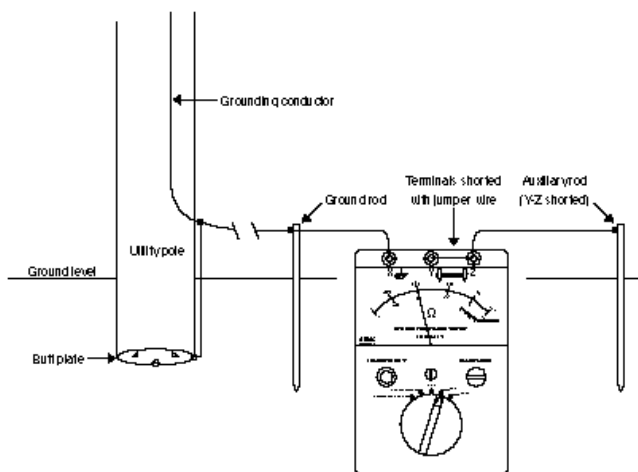 Grounding conductor
Ground rod
Terminals shorted
with jumper wire
Auxiliary rod
(Y-Z shorted)
Utility pole
Ground level
X
Y
Z
Ω
Butt plate